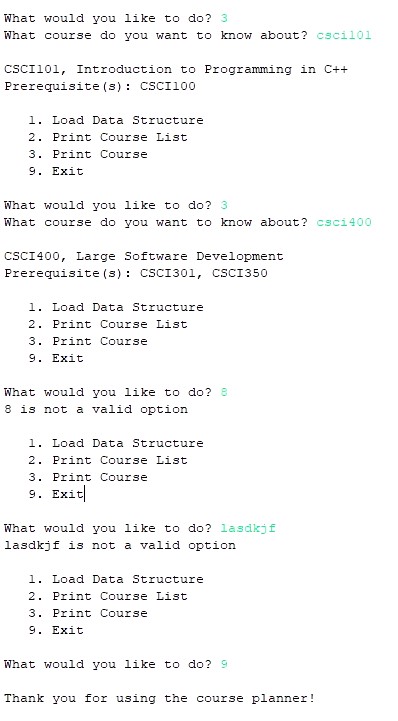 What would you like to do? 3
What course do you want to know about? csci101
CSCI101, Introduction to Programming in C++
Prerequisite(s): CSCI100
1. Load Data Structure
2. Print Course List
3. Print Course
9. Exit
What would you like to do? 3
What course do you want to know about? csci400
CSCI400, Large Software Development
Prerequisite(s): CSCI301, CSCI350
1. Load Data Structure
2. Print Course List
3. Print Course
9. Exit
What would you like to do? 8
8 is not a valid option
1. Load Data Structure
2. Print Course List
3. Print Course
9. Exit
What would you like to do? lasdkjf
lasdkjf is not a valid option
1. Load Data Structure
2. Print Course List
3. Print Course
9. Exit
What would you like to do? 9
Thank you for using the course planner!